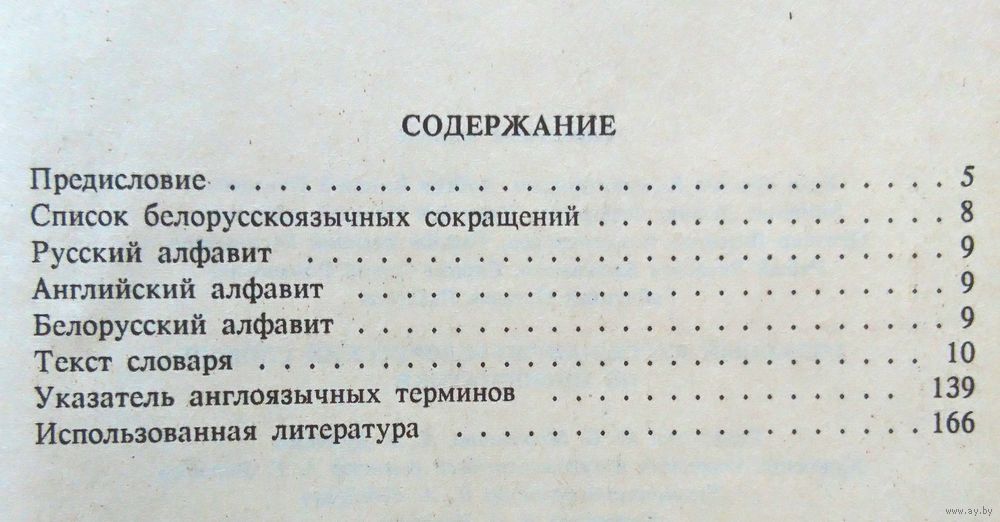 СОДЕРЖАНИЕ
Предисловие . . . . . . . . . . . . . . . . . . . . . . . . . . . . 5
Список белорусскоязычных сокращений . . . . . . . . . . . . . . 8
Русский алфавит . . . . . . . . . . . . . . . . . . . . . . . . . . 9
Английский алфавит . . . . . . . . . . . . . . . . . . . . . . . 9
Белорусский алфавит . . . . . . . . . . . . . . . . . . . . . . . 9
Текст словаря . . . . . . . . . . . . . . . . . . . . . . . . . . 10
Указатель англоязычных терминов . . . . . . . . . . . . . . . 139
Использованная литература . . . . . . . . . . . . . . . . . . 166
www.ay.by